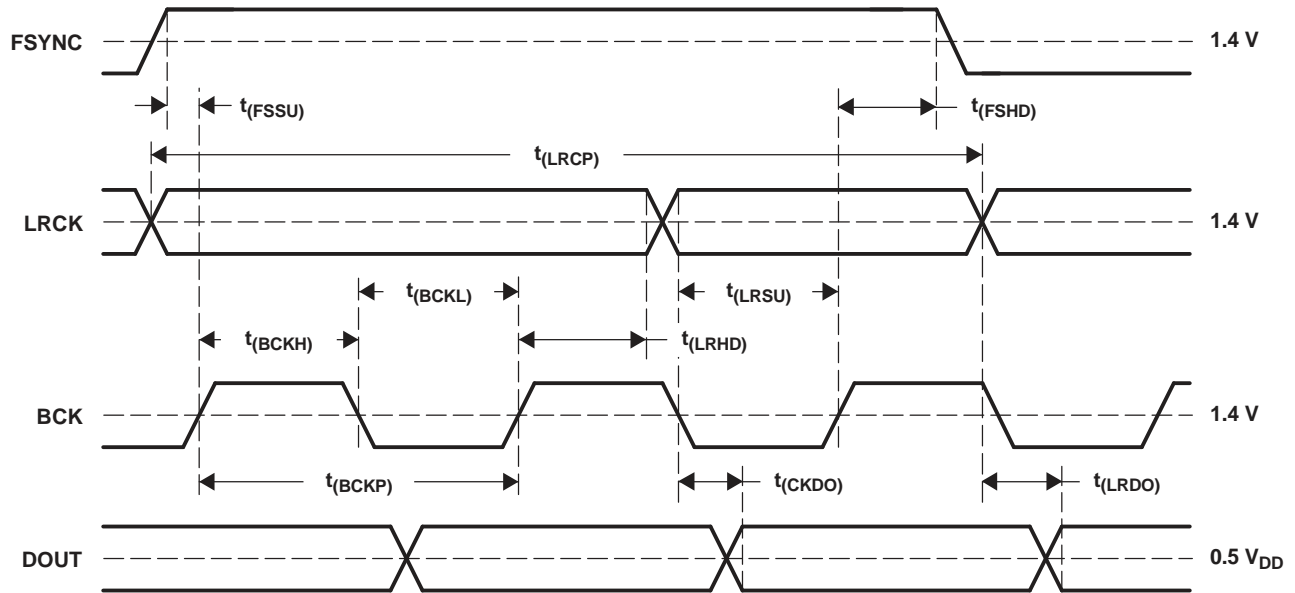 FSYNC
1.4 V
t(FSSU)
t(FSHD)
t(LRCP)
LRCK
1.4 V
t(BCKL)
t(LRSU)
t(BCKH)
t(LRHD)
BCK
1.4 V
t(BCKP)
t(CKDO)
t(LRDO)
DOUT
0.5 VDD